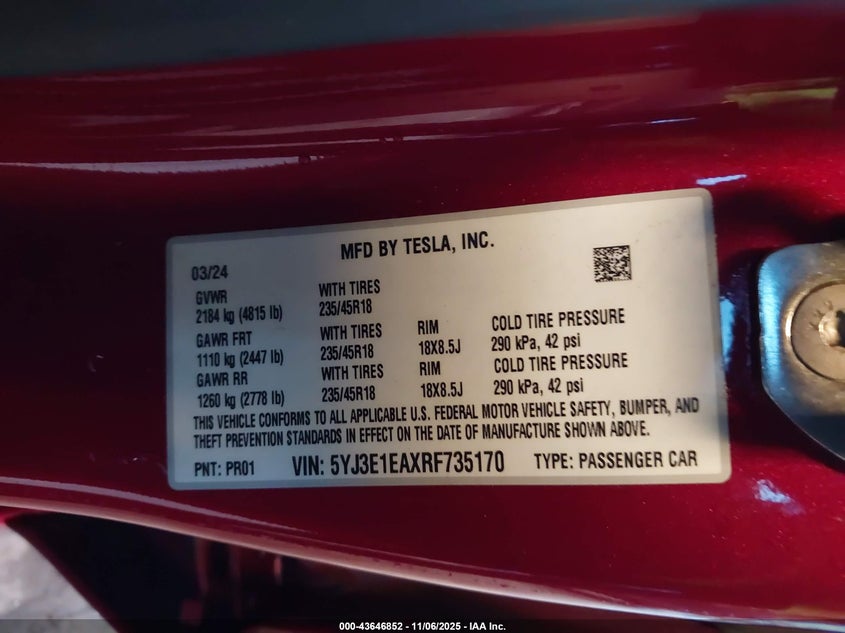 MFD BY TESLA, INC.
03/24
GVWR WITH TIRES
2184 kg (4815 lb) 235/45R18
GAWR FRT WITH TIRES RIM COLD TIRE PRESSURE
1110 kg (2447 lb) 235/45R18 18X8.5J 290 kPa, 42 psi
GAWR RR WITH TIRES RIM COLD TIRE PRESSURE
1260 kg (2778 lb) 235/45R18 18X8.5J 290 kPa, 42 psi
THIS VEHICLE CONFORMS TO ALL APPLICABLE U.S. FEDERAL MOTOR VEHICLE SAFETY, BUMPER, AND
THEFT PREVENTION STANDARDS IN EFFECT ON THE DATE OF MANUFACTURE SHOWN ABOVE.
PNT: PR01 VIN: 5YJ3E1EAXRF735170 TYPE: PASSENGER CAR
000-43646852 - 11/06/2025 - IAA Inc.